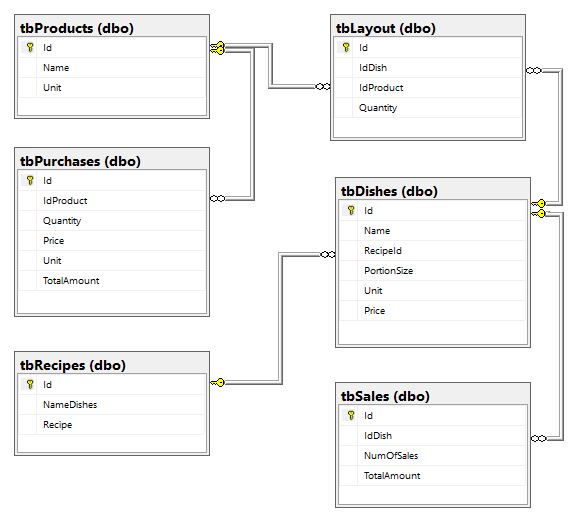 tbProducts (dbo)
Id
Name
Unit
tbLayout (dbo)
Id
IdDish
IdProduct
Quantity
tbPurchases (dbo)
Id
IdProduct
Quantity
Price
Unit
TotalAmount
tbDishes (dbo)
Id
Name
RecipeId
PortionSize
Unit
Price
tbRecipes (dbo)
Id
NameDishes
Recipe
tbSales (dbo)
Id
IdDish
NumOfSales
TotalAmount